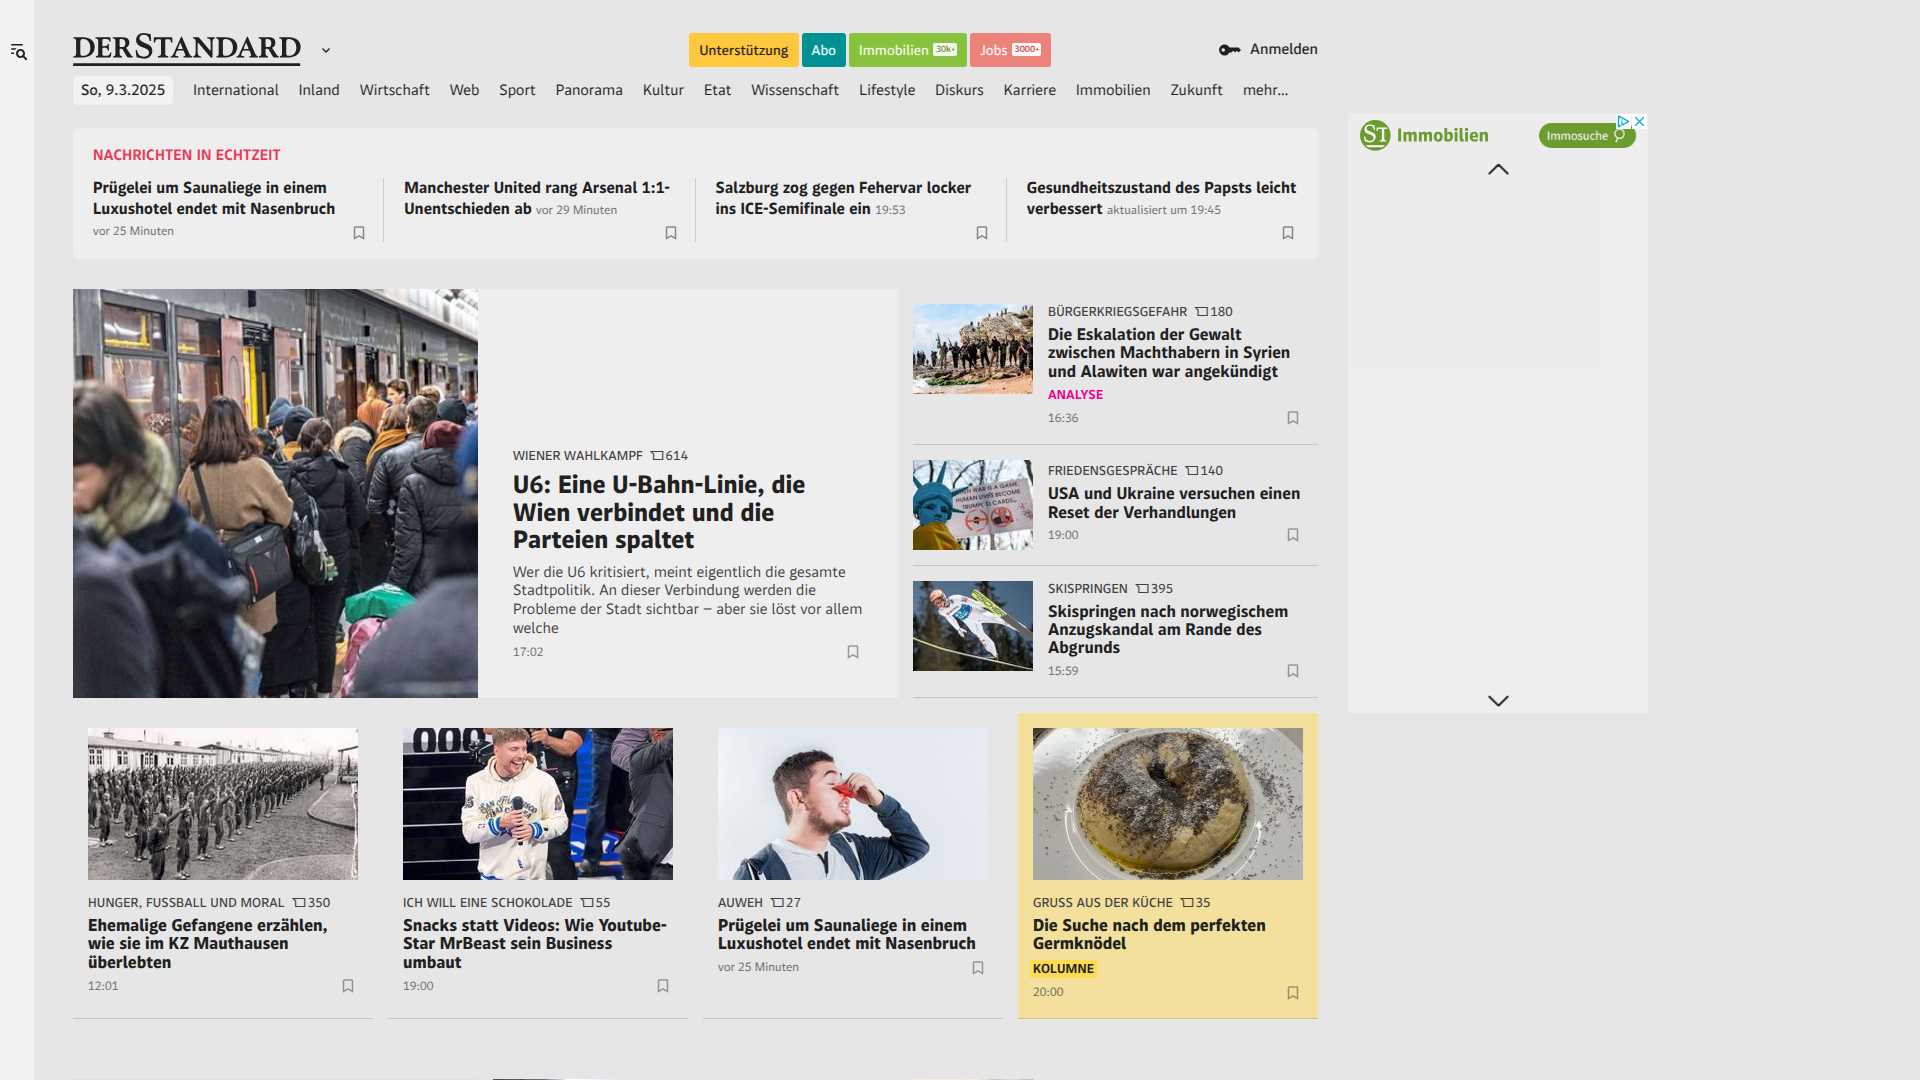 DERSTANDARD
Unterstützung
Abo
Immobilien 30k+
Jobs 3000+
Anmelden
So, 9.3.2025
International
Inland
Wirtschaft
Web
Sport
Panorama
Kultur
Etat
Wissenschaft
Lifestyle
Diskurs
Karriere
Immobilien
Zukunft
mehr...
NACHRICHTEN IN ECHTZEIT
Prügelei um Saunaliege in einem
Luxushotel endet mit Nasenbruch
vor 25 Minuten
Manchester United rang Arsenal 1:1-
Unentschieden ab vor 29 Minuten
Salzburg zog gegen Fehervar locker
ins ICE-Semifinale ein 19:53
Gesundheitszustand des Papsts leicht
verbessert aktualisiert um 19:45
ST Immobilien
Immosuche
WIENER WAHLKAMPF 614
U6: Eine U-Bahn-Linie, die
Wien verbindet und die
Parteien spaltet
Wer die U6 kritisiert, meint eigentlich die gesamte
Stadtpolitik. An dieser Verbindung werden die
Probleme der Stadt sichtbar – aber sie löst vor allem
welche
17:02
BÜRGERKRIEGSGEFAHR 180
Die Eskalation der Gewalt
zwischen Machthabern in Syrien
und Alawiten war angekündigt
ANALYSE
16:36
FRIEDENSGESPRÄCHE 140
USA und Ukraine versuchen einen
Reset der Verhandlungen
19:00
SKISPRINGEN 395
Skispringen nach norwegischem
Anzugskandal am Rande des
Abgrunds
15:59
HUNGER, FUSSBALL UND MORAL 350
Ehemalige Gefangene erzählen,
wie sie im KZ Mauthausen
überlebten
12:01
ICH WILL EINE SCHOKOLADE 55
Snacks statt Videos: Wie Youtube-
Star MrBeast sein Business
umbaut
19:00
AUWEH 27
Prügelei um Saunaliege in einem
Luxushotel endet mit Nasenbruch
vor 25 Minuten
GRUSS AUS DER KÜCHE 35
Die Suche nach dem perfekten
Germknödel
KOLUMNE
20:00